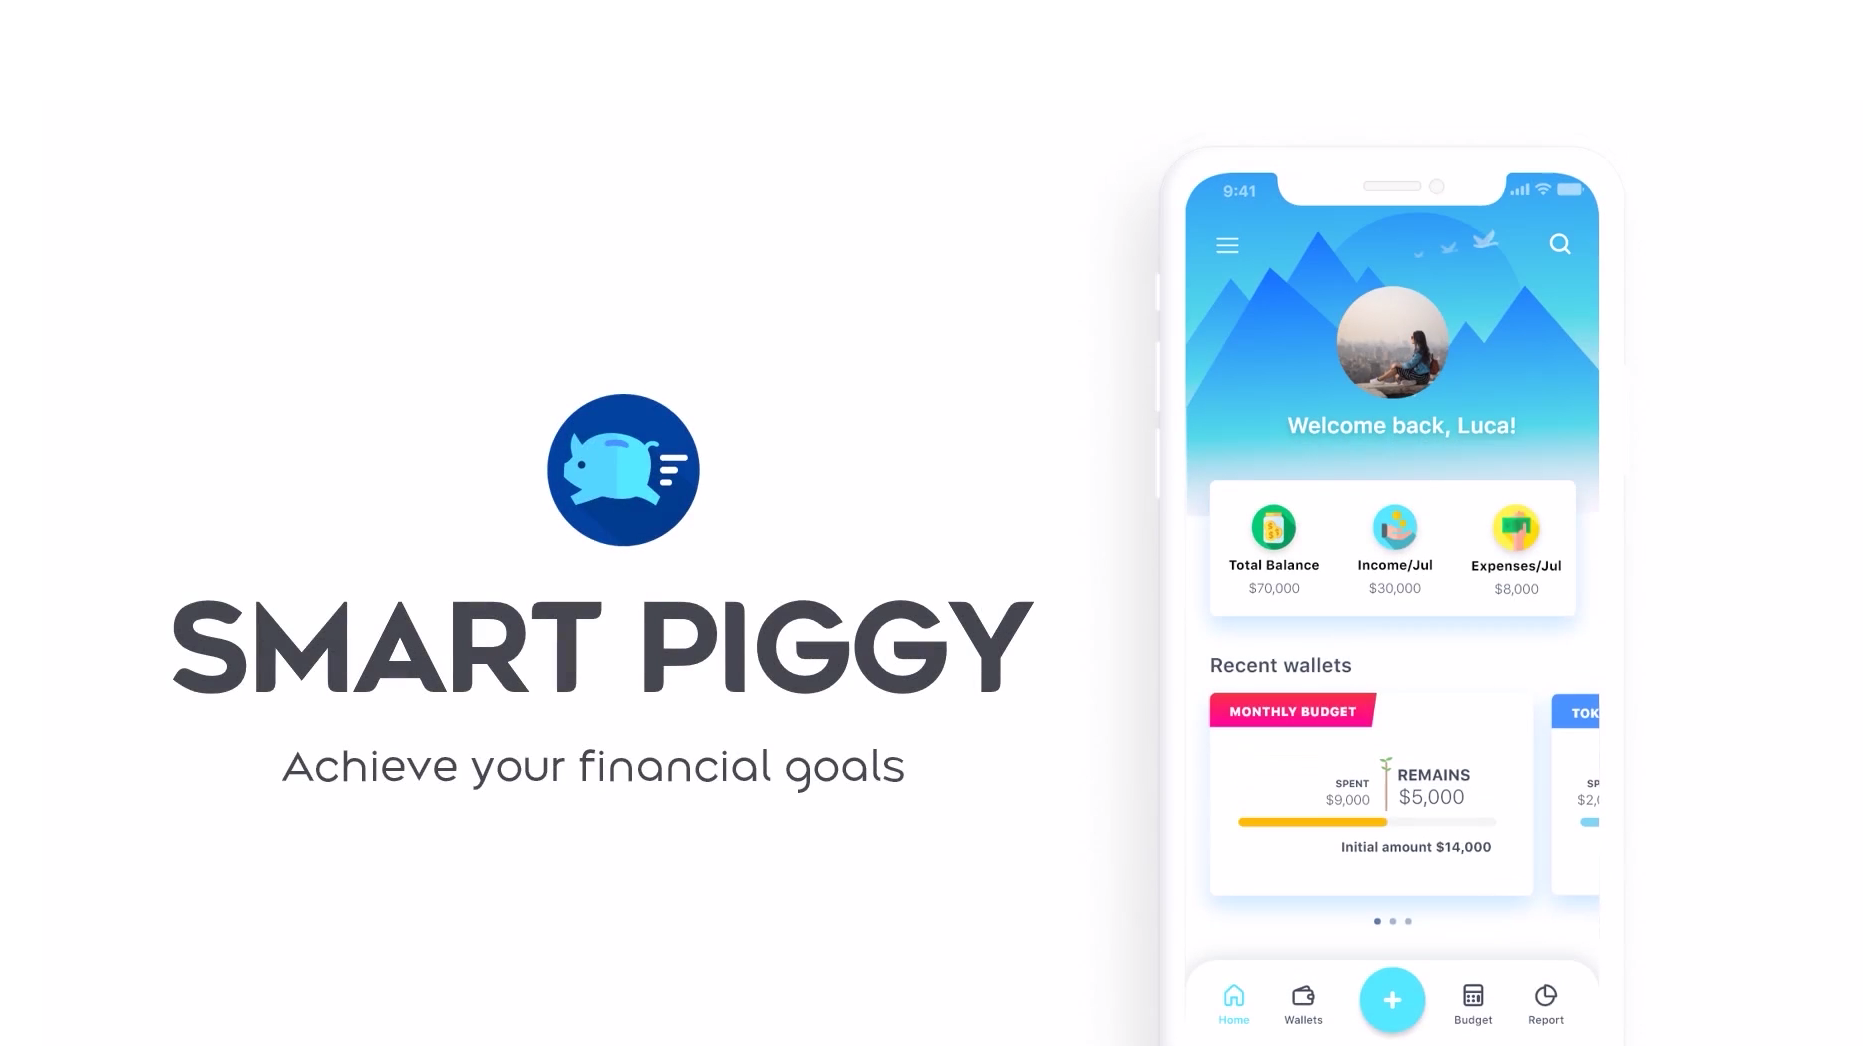 SMART PIGGY
Achieve your financial goals
9:41
Welcome back, Luca!
Total Balance
$70,000
Income/Jul
$30,000
Expenses/Jul
$8,000
Recent wallets
MONTHLY BUDGET
SPENT
$9,000
REMAINS
$5,000
Initial amount $14,000
TOK
SP
$2,0
Home
Wallets
Budget
Report